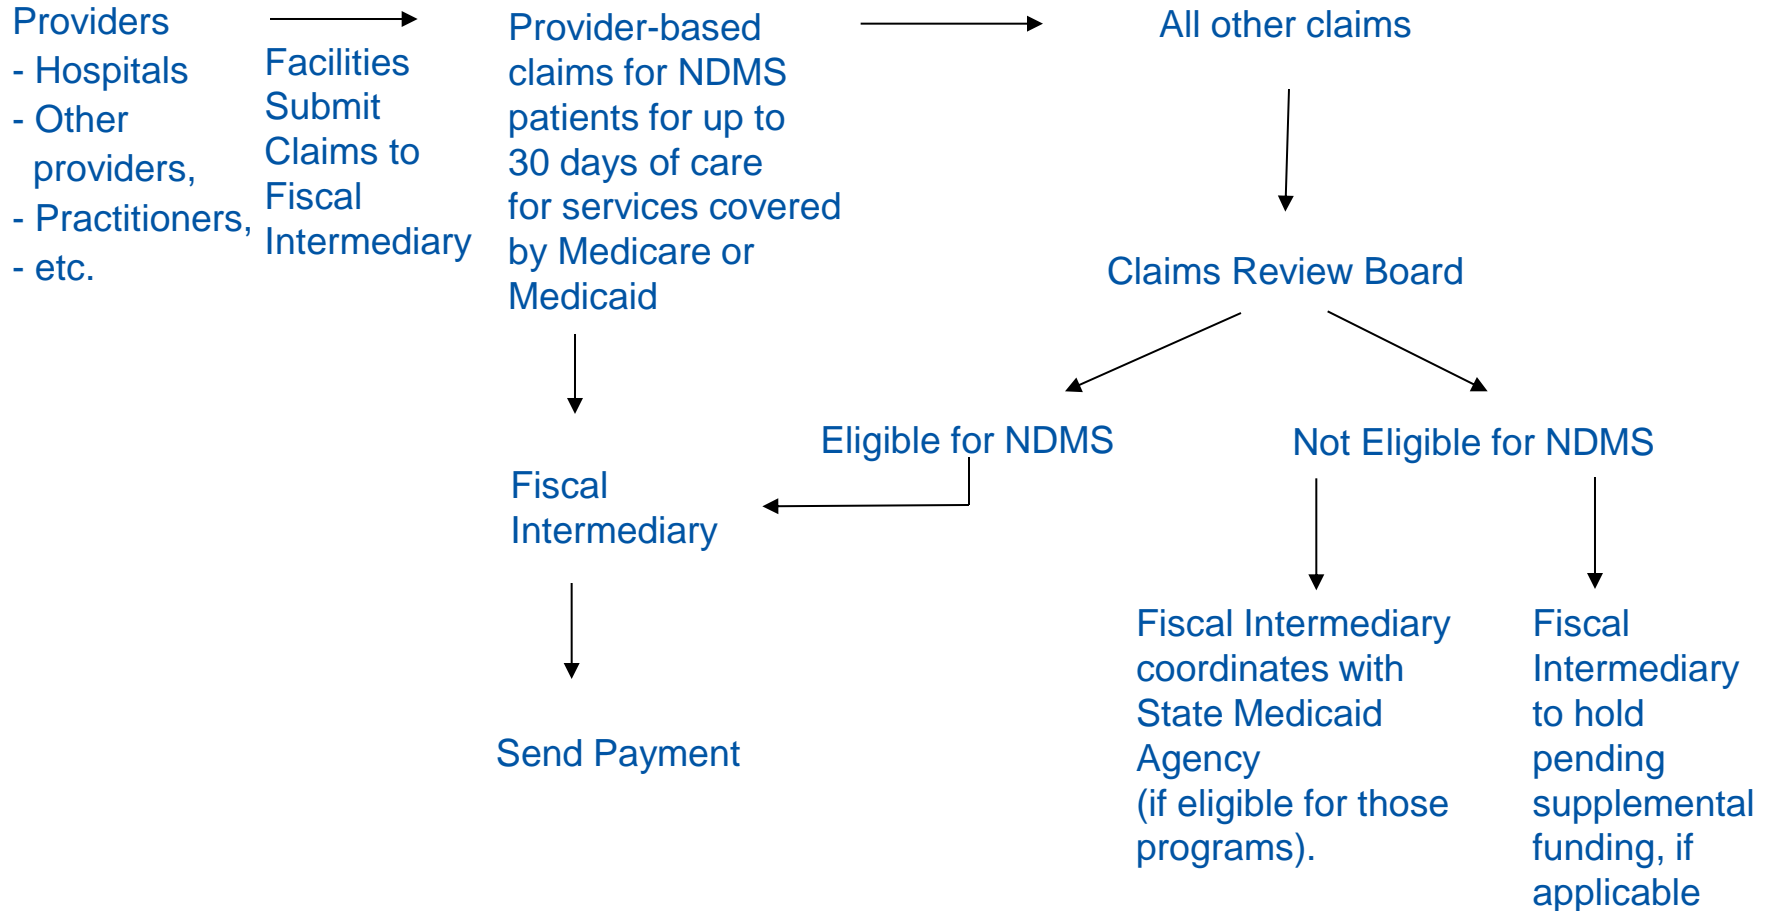 Providers
- Hospitals
- Other
providers,
- Practitioners,
- etc.
Facilities
Submit
Claims to
Fiscal
Intermediary
Provider-based
claims for NDMS
patients for up to
30 days of care
for services covered
by Medicare or
Medicaid
All other claims
Claims Review Board
Eligible for NDMS
Not Eligible for NDMS
Fiscal
Intermediary
Send Payment
Fiscal Intermediary
coordinates with
State Medicaid
Agency
(if eligible for those
programs).
Fiscal
Intermediary
to hold
pending
supplemental
funding, if
applicable